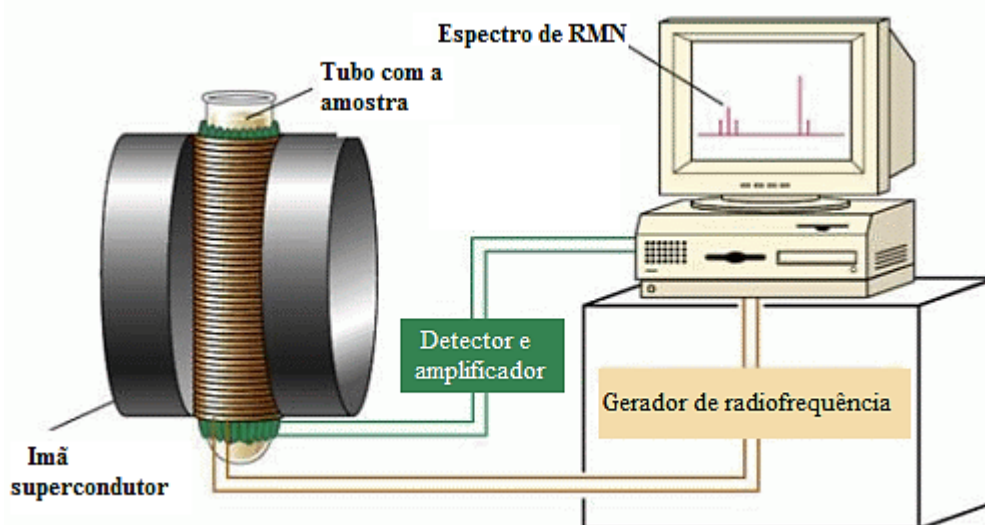 Espectro de RMN
Tubo com a
amostra
Detector e
amplificador
Gerador de radiofrequência
Imã
supercondutor